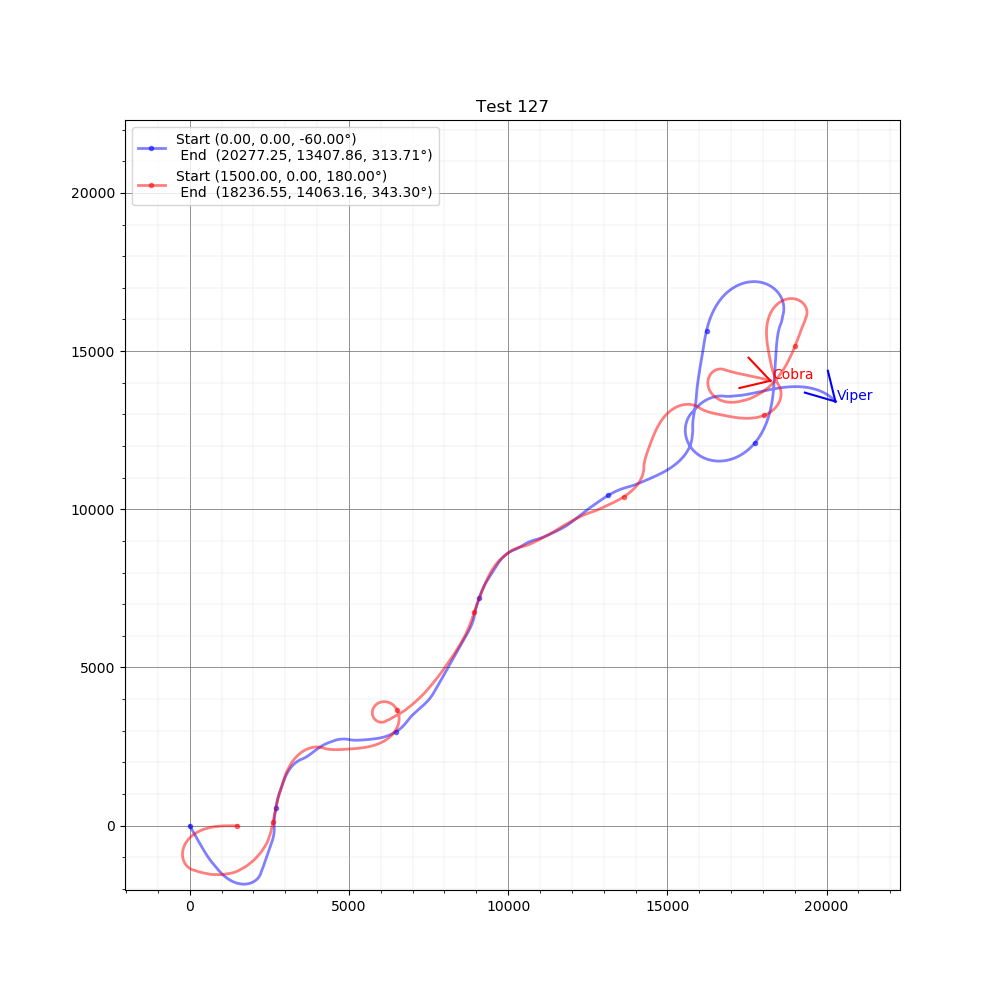 Test 127
Start (0.00, 0.00, -60.00°)
End (20277.25, 13407.86, 313.71°)
Start (1500.00, 0.00, 180.00°)
End (18236.55, 14063.16, 343.30°)
20000
15000
10000
5000
0
Cobra
Viper
0 5000 10000 15000 20000